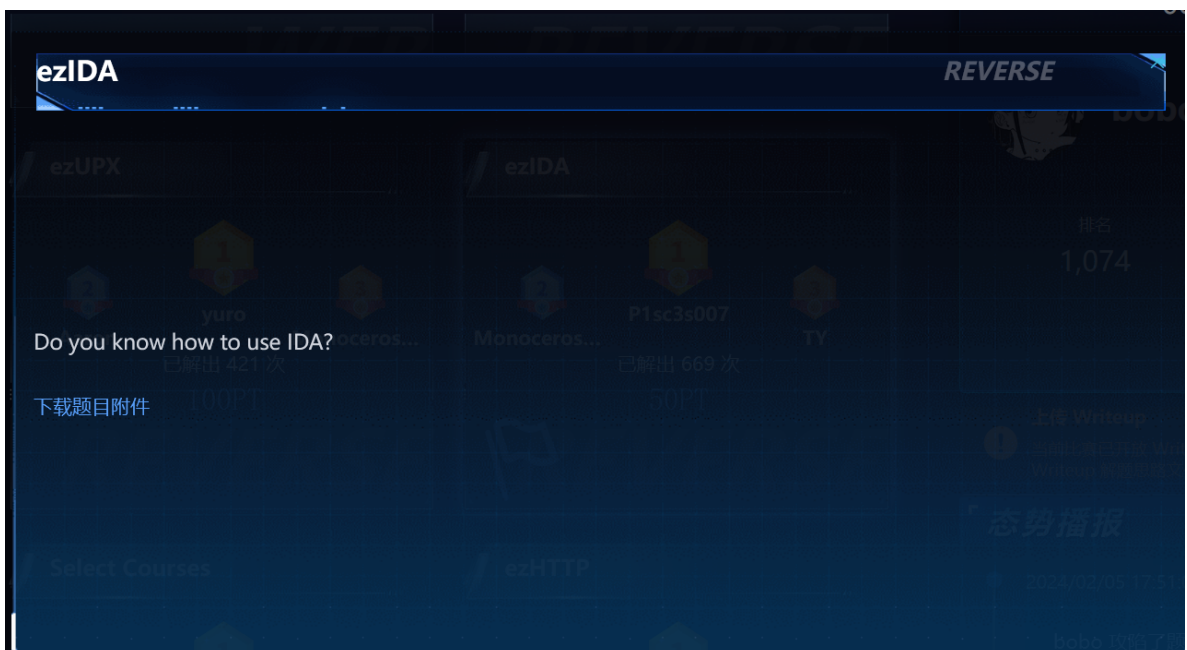 ezIDA
REVERSE
ezUPX
ezIDA
排名
1,074
1
2
yuro
P1sc3s007
Monoceros...
TY
Do you know how to use IDA?
已解出 421 次
已解出 669 次
100PT
50PT
下载题目附件
上传 Writeup
态势播报
Select Courses
ezHTTP
2024/02/05 17:51